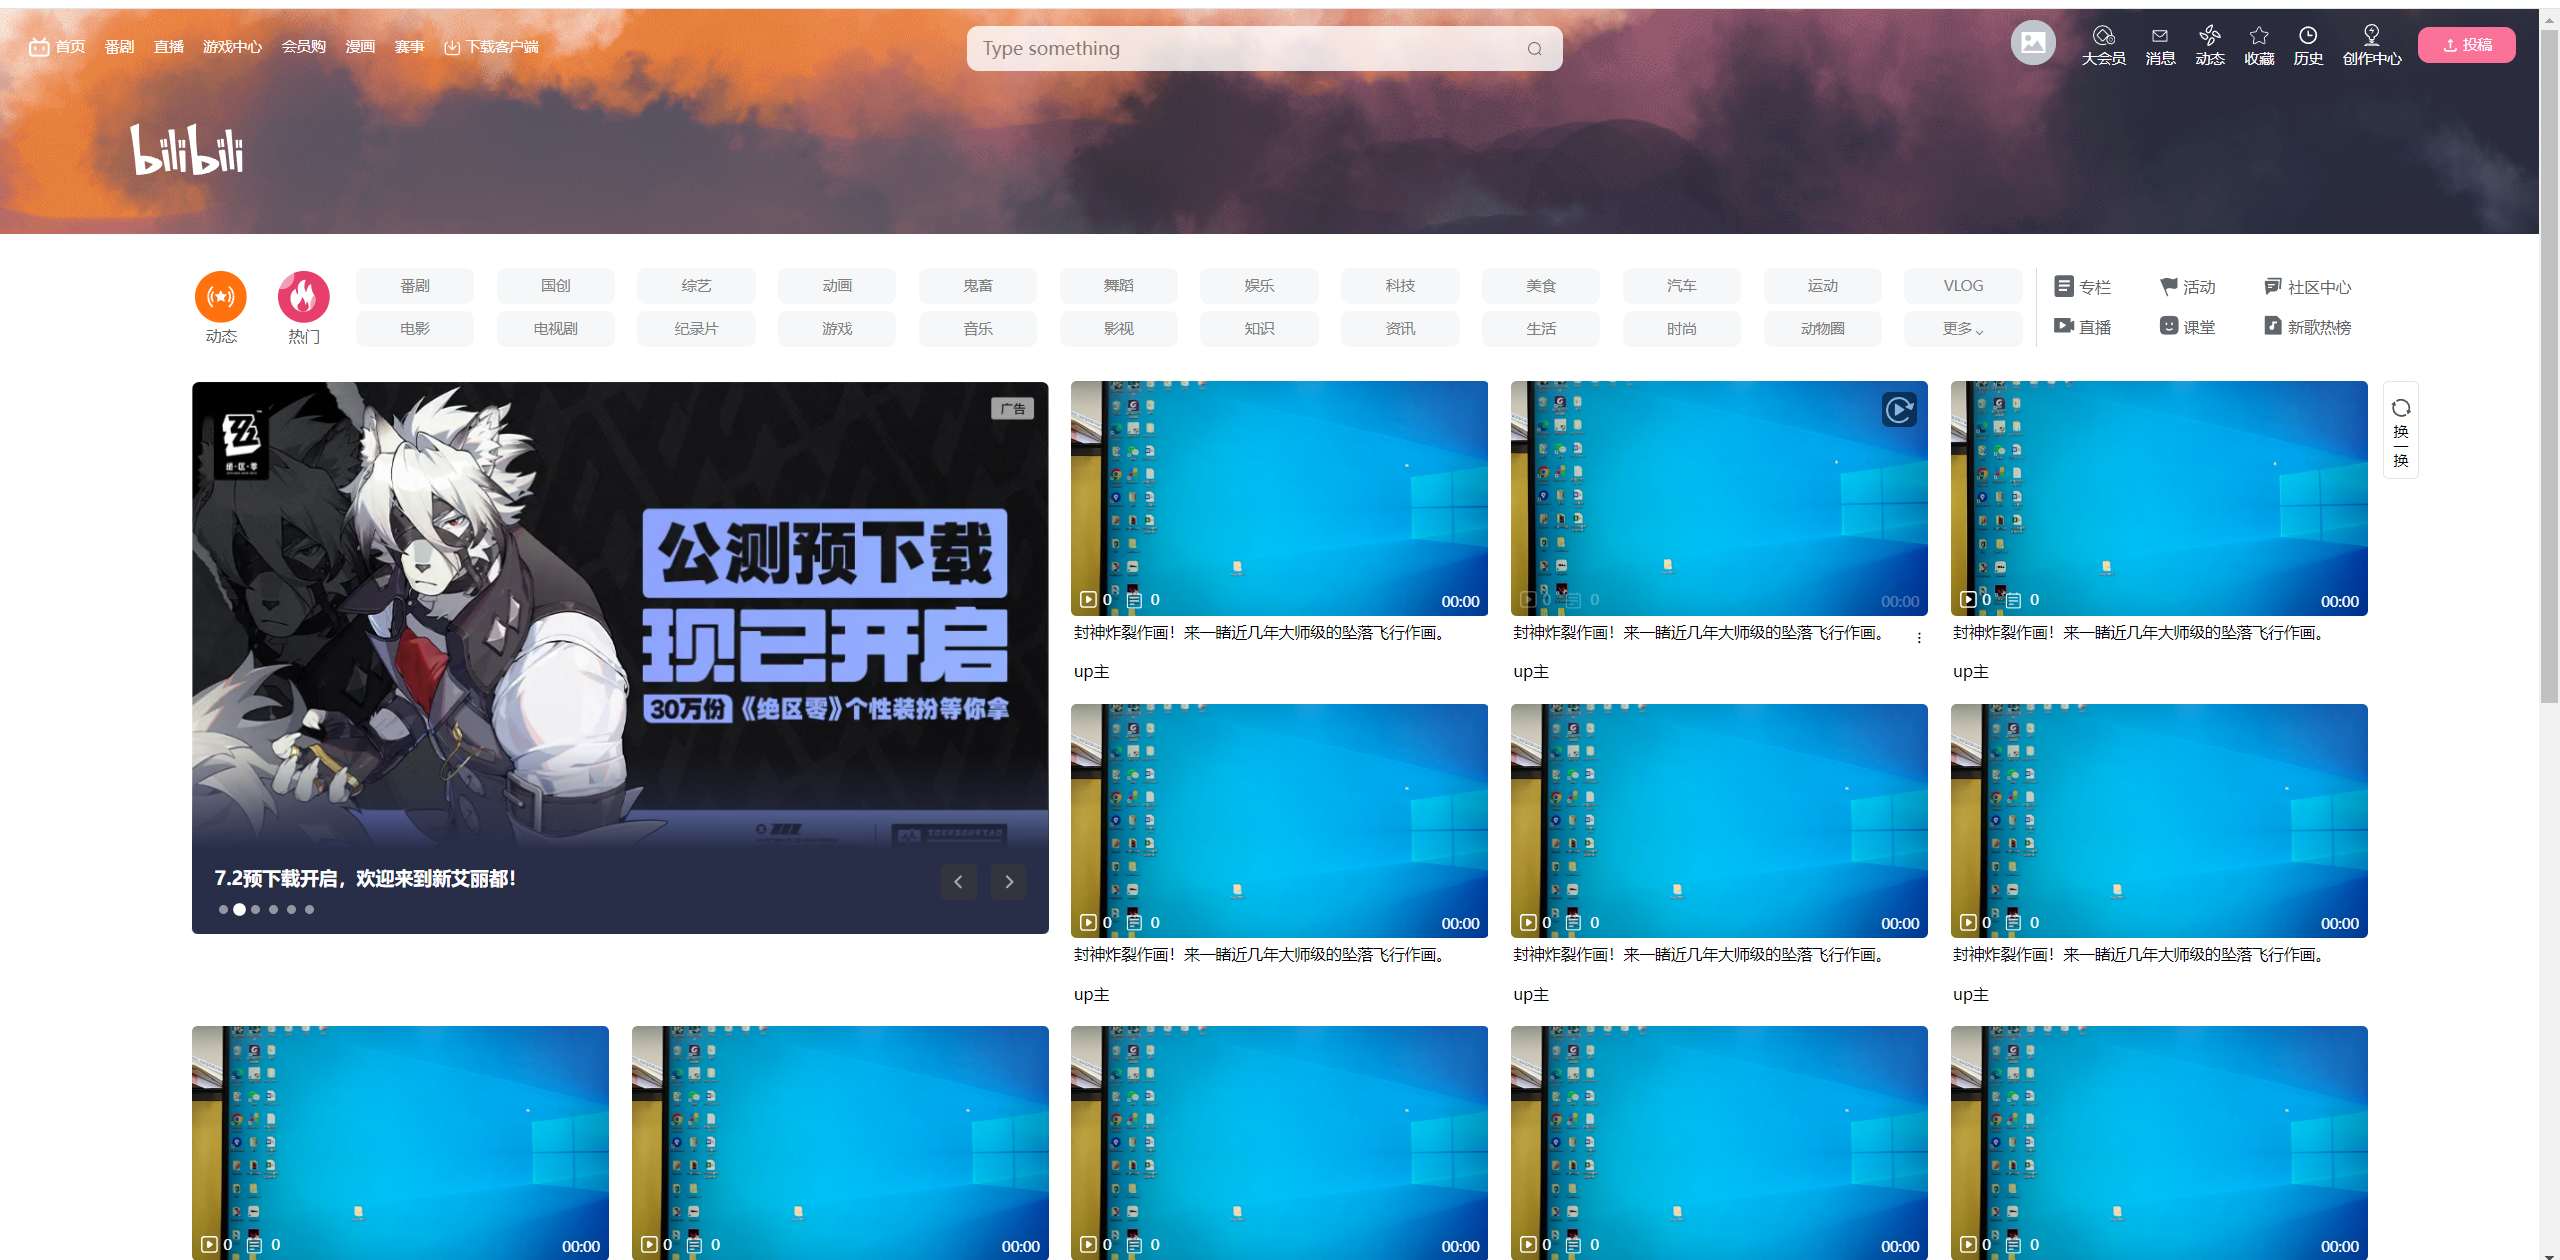 首页 番剧 直播 游戏中心 会员购 漫画 赛事 下载客户端
Type something
大会员 消息 动态 收藏 历史 创作中心 投稿
bilibili
动态 热门
番剧 国创 综艺 动画 鬼畜 舞蹈 娱乐 科技 美食 汽车 运动 VLOG
电影 电视剧 纪录片 游戏 音乐 影视 知识 资讯 生活 时尚 动物圈 更多
专栏 活动 社区中心
直播 课堂 新歌热榜
绝·区·零
广告
公测预下载
现已开启
30万份《绝区零》个性装扮等你拿
7.2预下载开启，欢迎来到新艾丽都！
换一换
0 0 00:00
封神炸裂作画！来一睹近几年大师级的坠落飞行作画。
up主
0 0 00:00
封神炸裂作画！来一睹近几年大师级的坠落飞行作画。
up主
0 0 00:00
封神炸裂作画！来一睹近几年大师级的坠落飞行作画。
up主
0 0 00:00
封神炸裂作画！来一睹近几年大师级的坠落飞行作画。
up主
0 0 00:00
封神炸裂作画！来一睹近几年大师级的坠落飞行作画。
up主
0 0 00:00
封神炸裂作画！来一睹近几年大师级的坠落飞行作画。
up主
0 0 00:00
0 0 00:00
0 0 00:00
0 0 00:00
0 0 00:00